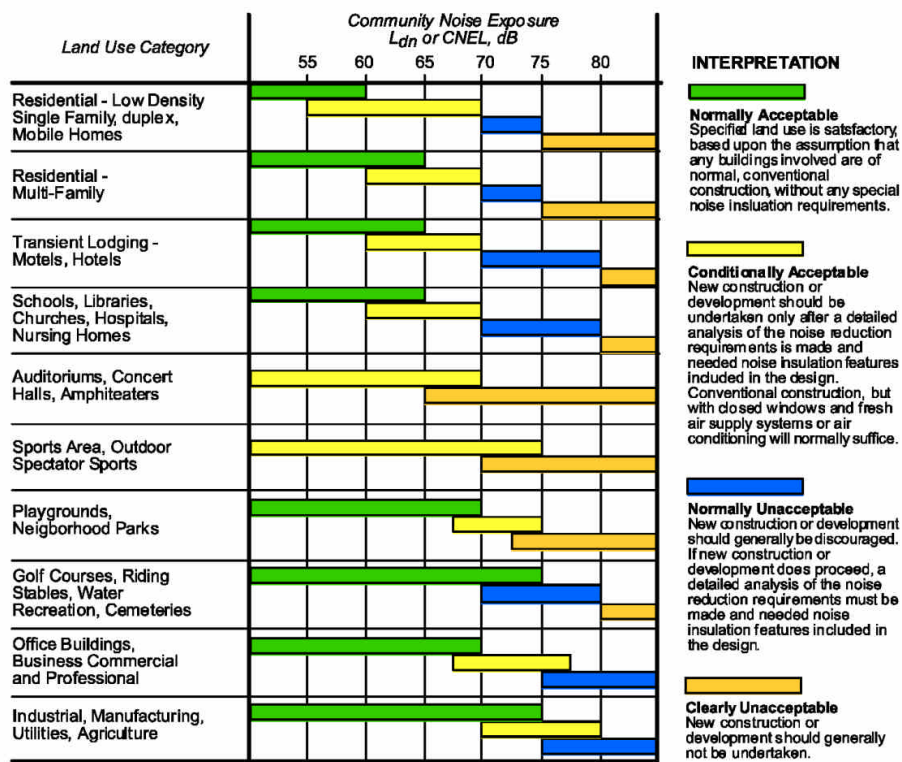 Land Use Category
Community Noise Exposure
Ldn or CNEL, dB
55 60 65 70 75 80
Residential - Low Density
Single Family, duplex,
Mobile Homes
Residential -
Multi-Family
Transient Lodging -
Motels, Hotels
Schools, Libraries,
Churches, Hospitals,
Nursing Homes
Auditoriums, Concert
Halls, Amphiteaters
Sports Area, Outdoor
Spectator Sports
Playgrounds,
Neigborhood Parks
Golf Courses, Riding
Stables, Water
Recreation, Cemeteries
Office Buildings,
Business Commercial
and Professional
Industrial, Manufacturing,
Utilities, Agriculture
INTERPRETATION
Normally Acceptable
Specified land use is satisfactory,
based upon the assumption that
any buildings involved are of
normal, conventional
construction, without any special
noise insluation requirements.
Conditionally Acceptable
New construction or
development should be
undertaken only after a detailed
analysis of the noise reduction
requirements is made and
needed noise insulation features
included in the design.
Conventional construction, but
with closed windows and fresh
air supply systems or air
conditioning will normally suffice.
Normally Unacceptable
New construction or development
should generally be discouraged.
If new construction or
development does proceed, a
detailed analysis of the noise
reduction requirements must be
made and needed noise
insulation features included in
the design.
Clearly Unacceptable
New construction or
development should generally
not be undertaken.